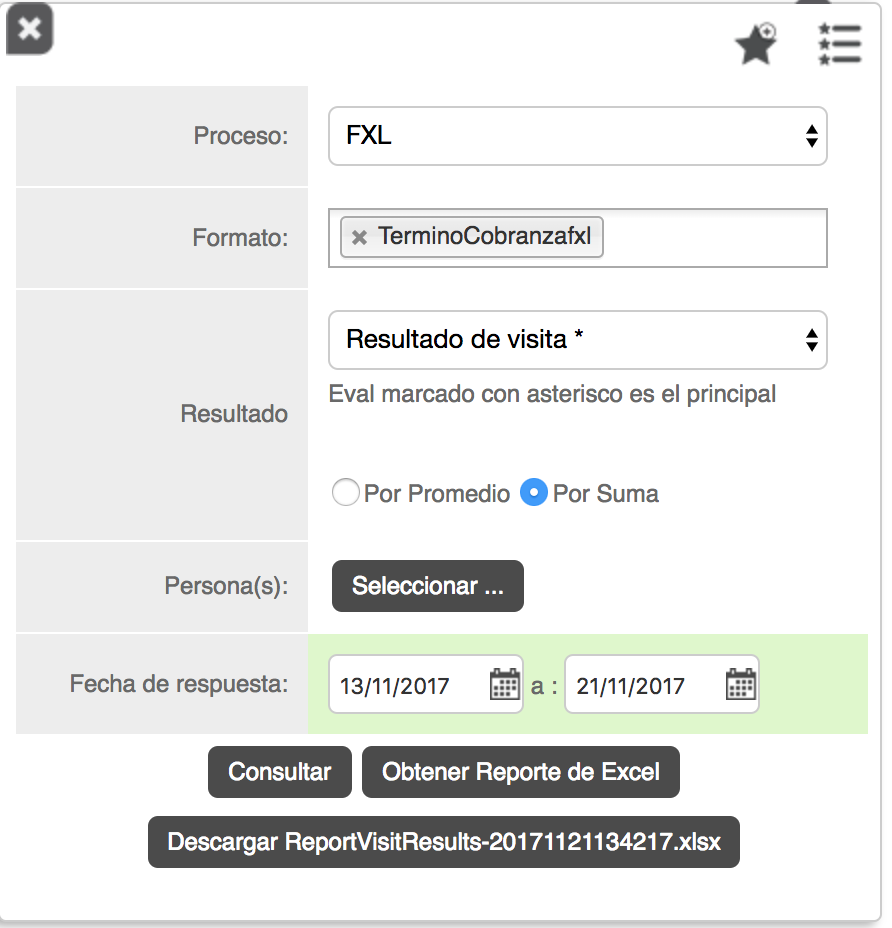 Proceso:
FXL
Formato:
TerminoCobranzafxl
Resultado
Resultado de visita *
Eval marcado con asterisco es el principal
Por Promedio Por Suma
Persona(s):
Seleccionar ...
Fecha de respuesta:
13/11/2017 a : 21/11/2017
Consultar Obtener Reporte de Excel
Descargar ReportVisitResults-20171121134217.xlsx